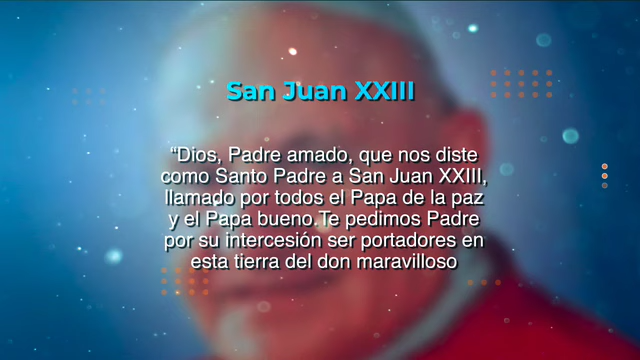 San Juan XXIII
“Dios, Padre amado, que nos diste
como Santo Padre a San Juan XXIII,
llamado por todos el Papa de la paz
y el Papa bueno.Te pedimos Padre
por su intercesión ser portadores en
esta tierra del don maravilloso